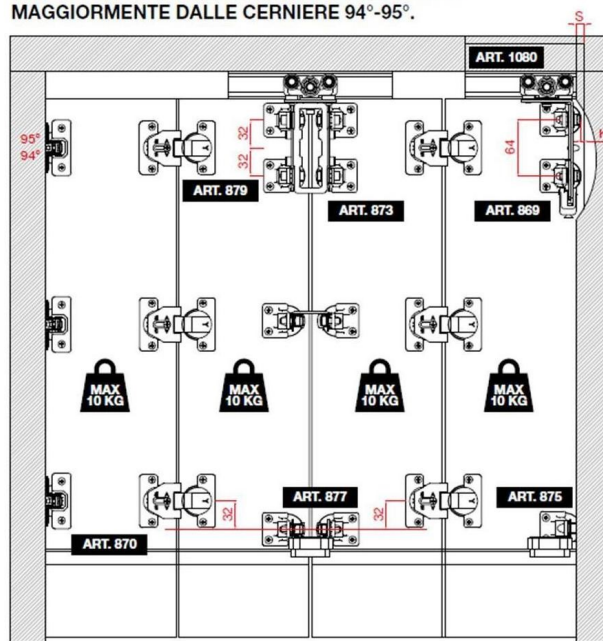 MAGGIORMENTE DALLE CERNIERE 94°-95°.
S
ART. 1080
95°
94°
32
32
64
K
ART. 879
ART. 873
ART. 869
MAX
10 KG
MAX
10 KG
MAX
10 KG
MAX
10 KG
ART. 877
ART. 875
32
32
ART. 870